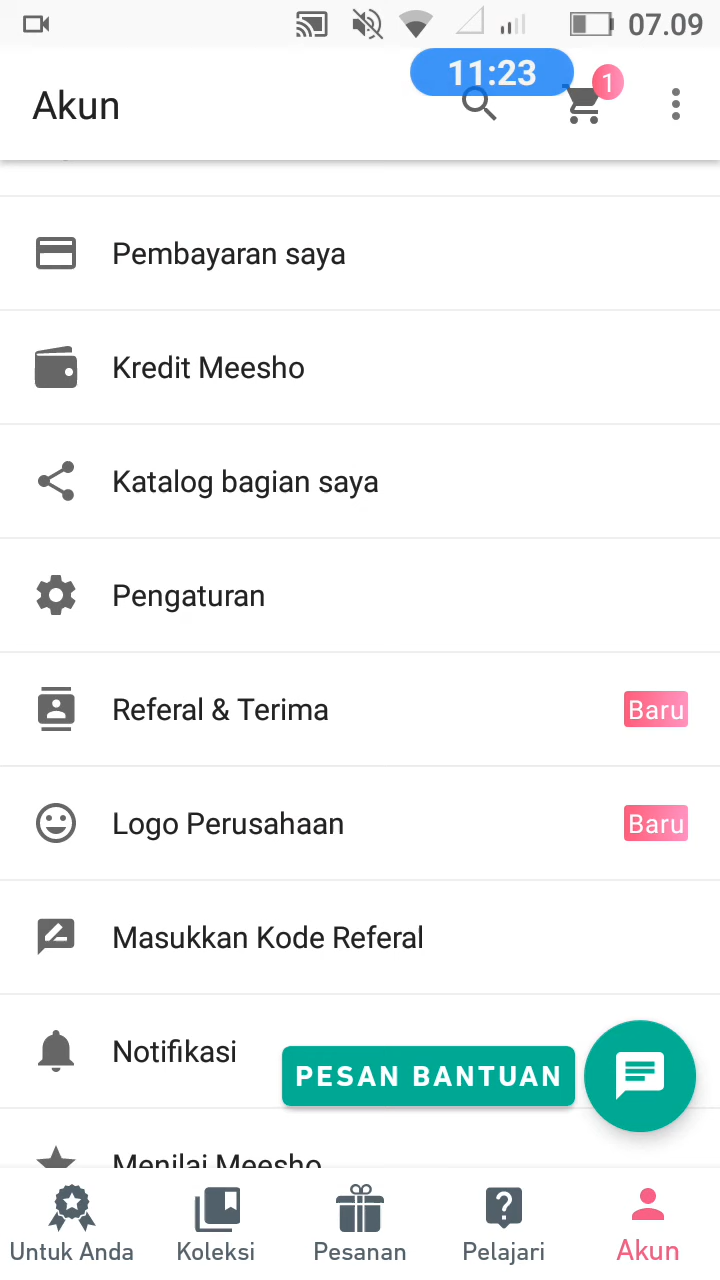 07.09
11:23
Akun
1
Pembayaran saya
Kredit Meesho
Katalog bagian saya
Pengaturan
Referal & Terima
Baru
Logo Perusahaan
Baru
Masukkan Kode Referal
Notifikasi
PESAN BANTUAN
Menilai Meesho
Untuk Anda
Koleksi
Pesanan
Pelajari
Akun